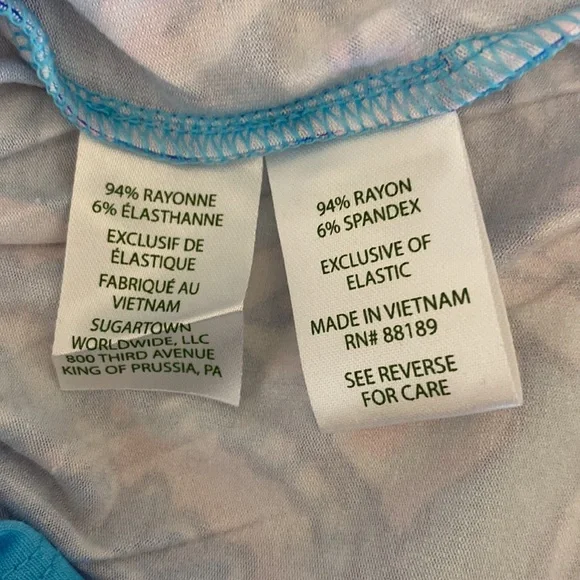 94% RAYONNE
6% ÉLASTHANNE
EXCLUSIF DE
ÉLASTIQUE
FABRIQUÉ AU
VIETNAM
SUGARTOWN
WORLDWIDE, LLC
800 THIRD AVENUE
KING OF PRUSSIA, PA
94% RAYON
6% SPANDEX
EXCLUSIVE OF
ELASTIC
MADE IN VIETNAM
RN# 88189
SEE REVERSE
FOR CARE